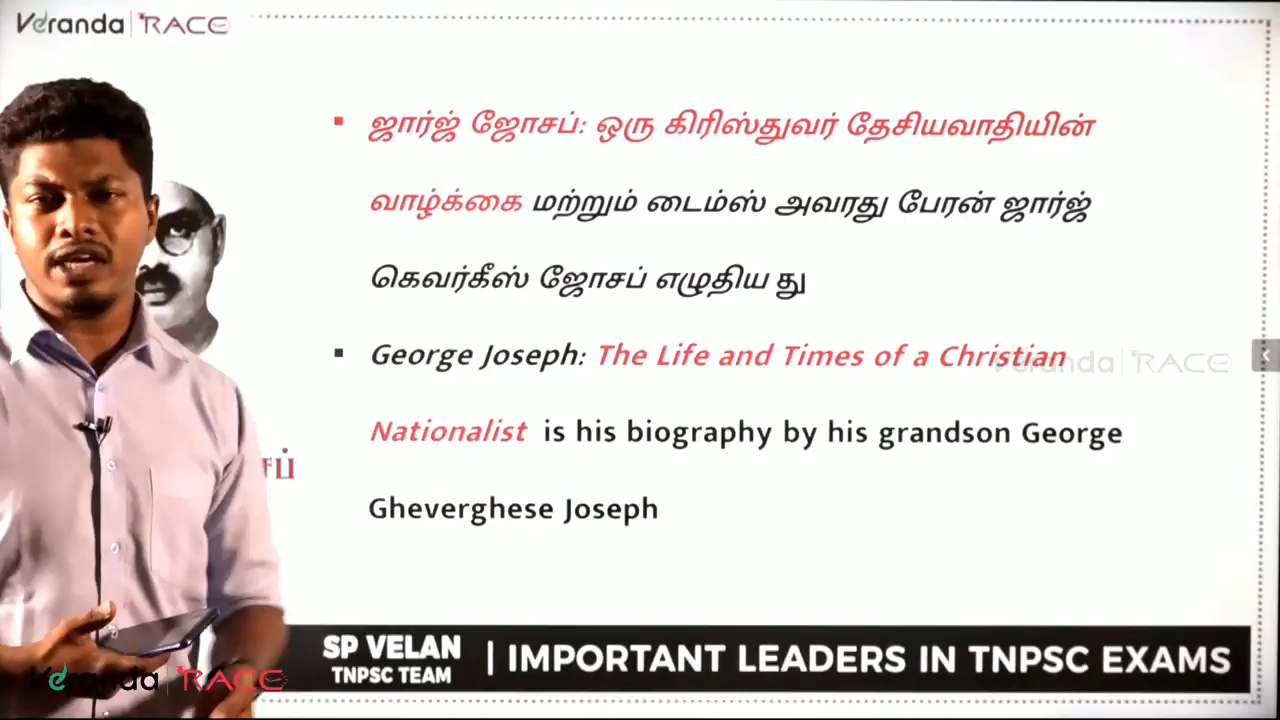 Veranda RACE
ஜார்ஜ் ஜோசப்: ஒரு கிரிஸ்துவர் தேசியவாதியின்
வாழ்க்கை மற்றும் டைம்ஸ் அவரது பேரன் ஜார்ஜ்
கெவர்கீஸ் ஜோசப் எழுதிய து
George Joseph: The Life and Times of a Christian
Veranda RACE
Nationalist is his biography by his grandson George
Gheverghese Joseph
SP VELAN
TNPSC TEAM
IMPORTANT LEADERS IN TNPSC EXAMS
Veranda RACE